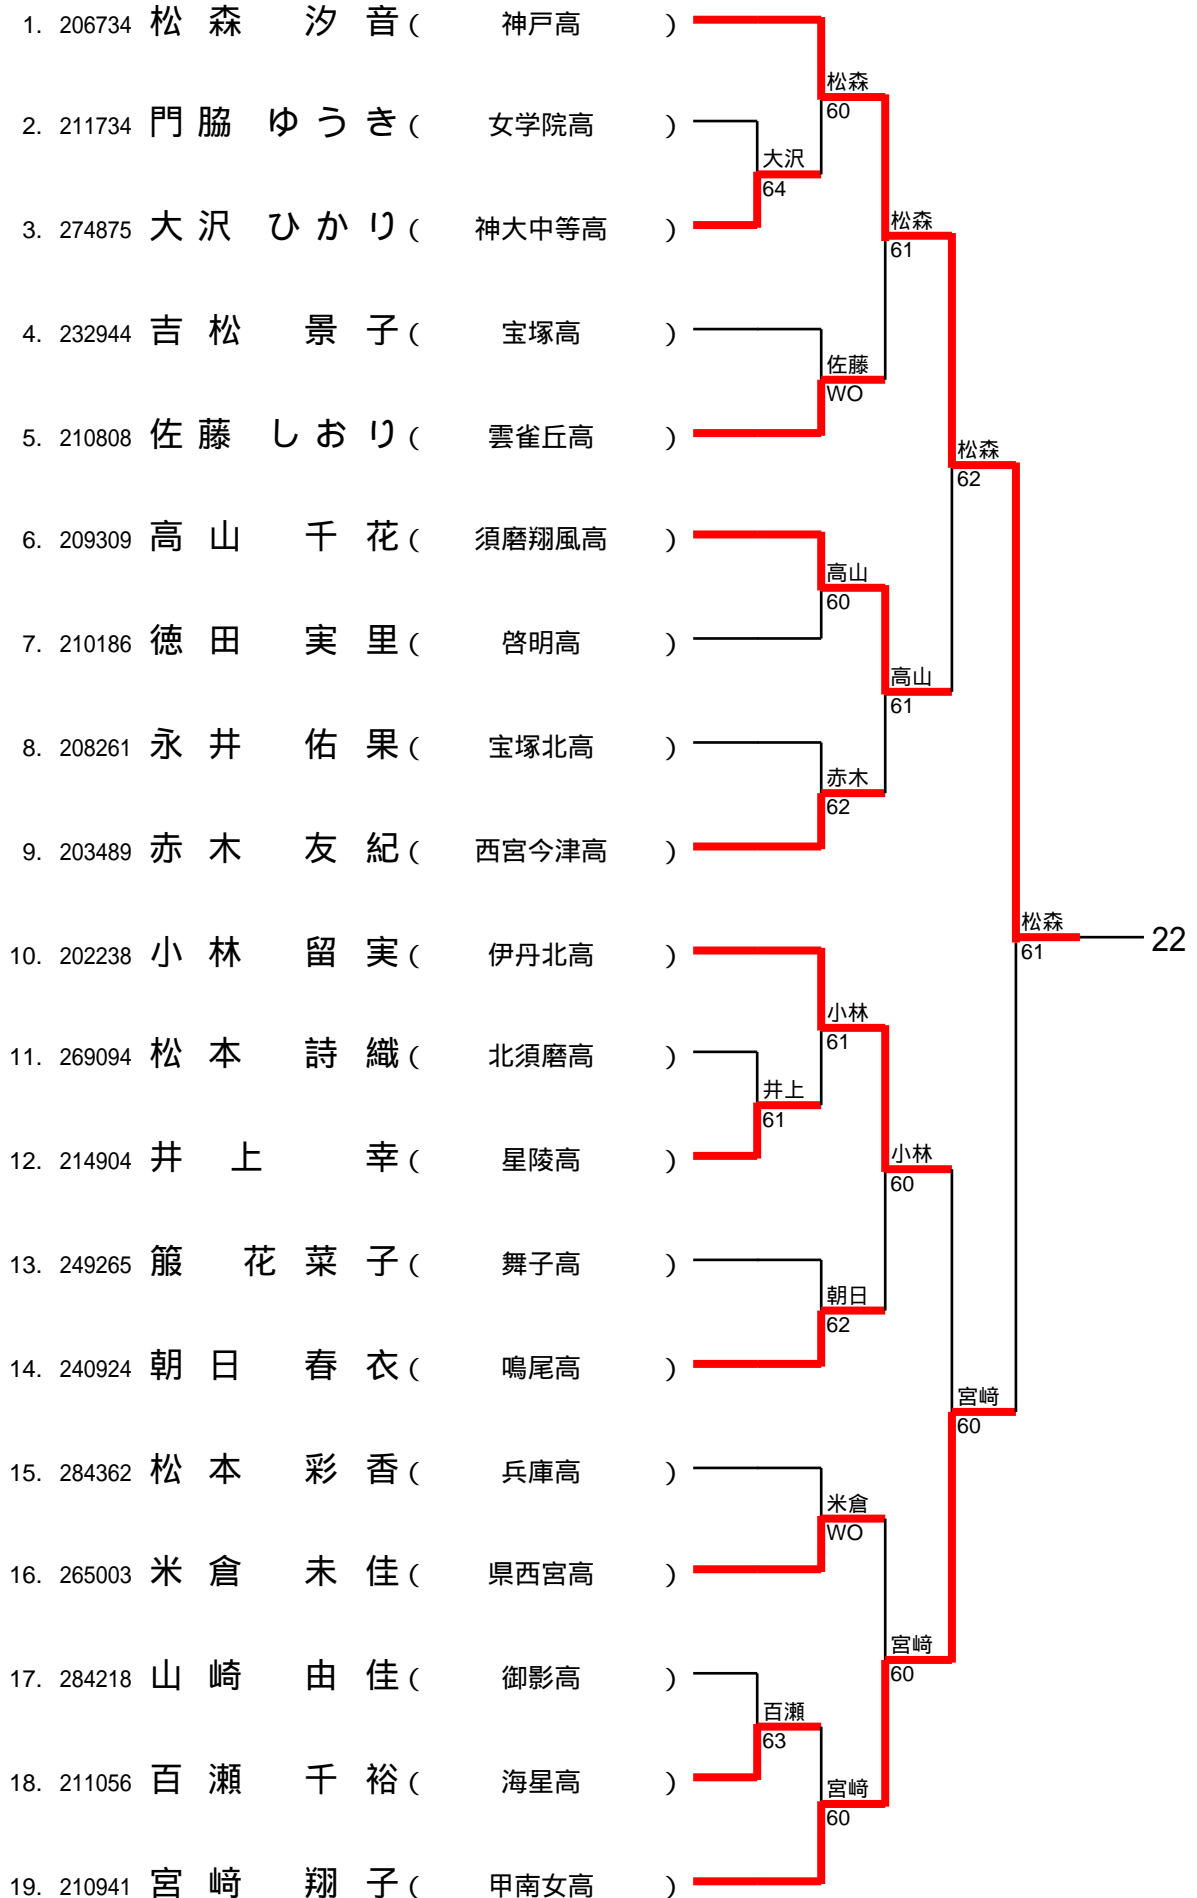 1. 206734 松森 汐音 ( 神戸高 )
松森
60
2. 211734 門脇 ゆうき ( 女学院高 )
大沢
64
3. 274875 大沢 ひかり ( 神大中等高 )
松森
61
4. 232944 吉松 景子 ( 宝塚高 )
佐藤
WO
5. 210808 佐藤 しおり ( 雲雀丘高 )
松森
62
6. 209309 高山 千花 ( 須磨翔風高 )
高山
60
7. 210186 徳田 実里 ( 啓明高 )
高山
61
8. 208261 永井 佑果 ( 宝塚北高 )
赤木
62
9. 203489 赤木 友紀 ( 西宮今津高 )
松森
61
22
10. 202238 小林 留実 ( 伊丹北高 )
小林
61
11. 269094 松本 詩織 ( 北須磨高 )
井上
61
12. 214904 井上 幸 ( 星陵高 )
小林
60
13. 249265 箙 花菜子 ( 舞子高 )
朝日
62
14. 240924 朝日 春衣 ( 鳴尾高 )
宮﨑
60
15. 284362 松本 彩香 ( 兵庫高 )
米倉
WO
16. 265003 米倉 未佳 ( 県西宮高 )
宮﨑
60
17. 284218 山崎 由佳 ( 御影高 )
百瀬
63
18. 211056 百瀬 千裕 ( 海星高 )
宮﨑
60
19. 210941 宮﨑 翔子 ( 甲南女高 )